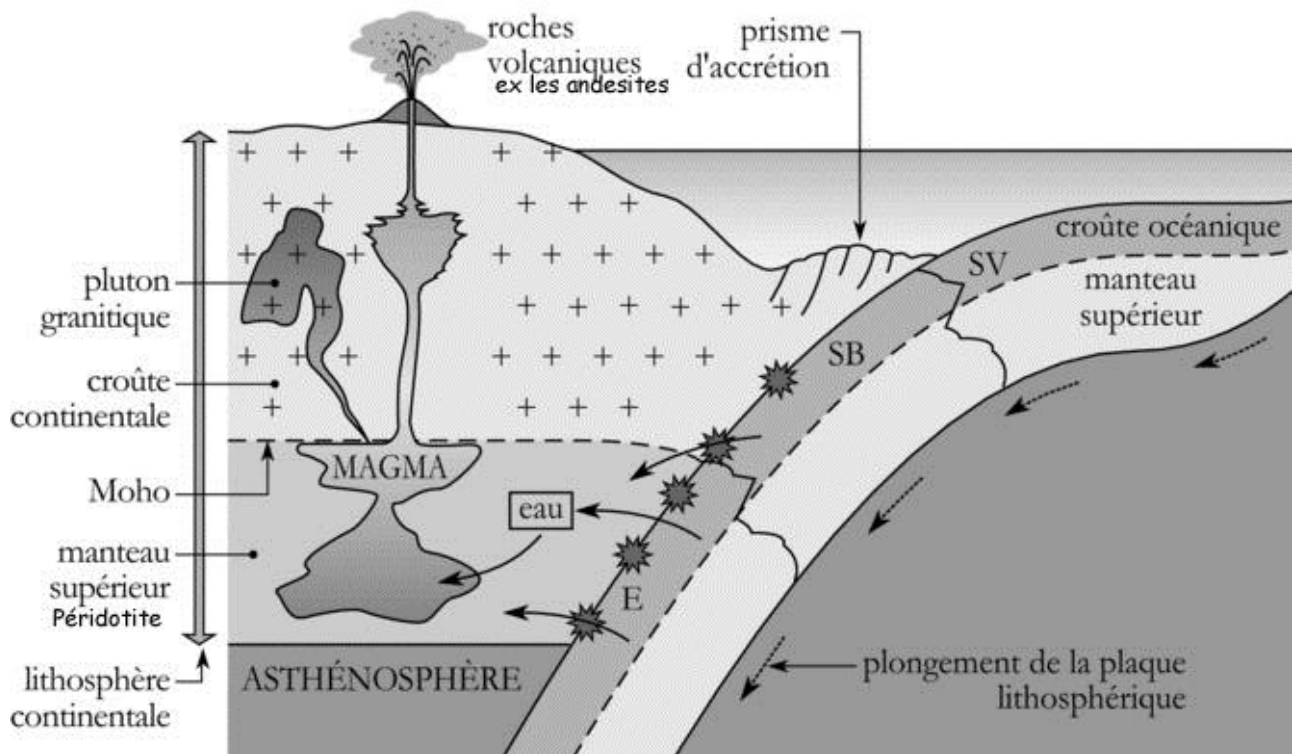 roches
volcaniques
ex les andesites
prisme
d'accrétion
croûte océanique
SV
manteau
supérieur
pluton
granitique
SB
croûte
continentale
MAGMA
Moho
eau
manteau
supérieur
Péridotite
E
ASTHÉNOSPHÈRE
lithosphère
continentale
plongement de la plaque
lithosphérique